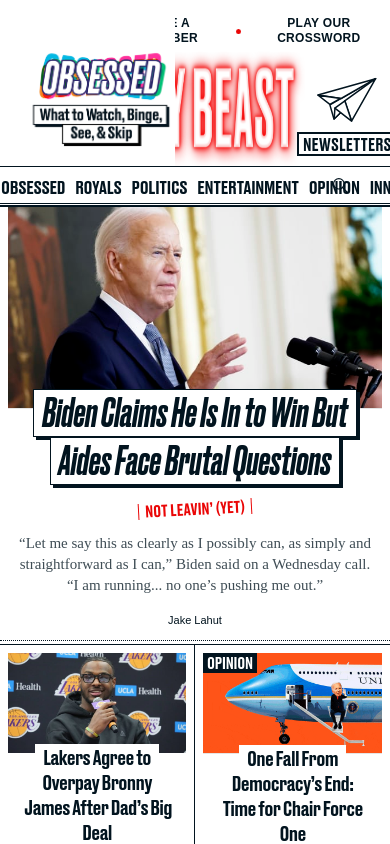 E A
BER
PLAY OUR
CROSSWORD
OBSESSED
What to Watch, Binge,
See, & Skip
Y BEAST
NEWSLETTERS
OBSESSED ROYALS POLITICS ENTERTAINMENT OPINION INN
Biden Claims He Is In to Win But
Aides Face Brutal Questions
NOT LEAVIN’ (YET)
“Let me say this as clearly as I possibly can, as simply and
straightforward as I can,” Biden said on a Wednesday call.
“I am running... no one’s pushing me out.”
Jake Lahut
LAKERS
UCLA Health
Lakers Agree to
Overpay Bronny
James After Dad’s Big
Deal
OPINION
UNI
One Fall From
Democracy’s End:
Time for Chair Force
One